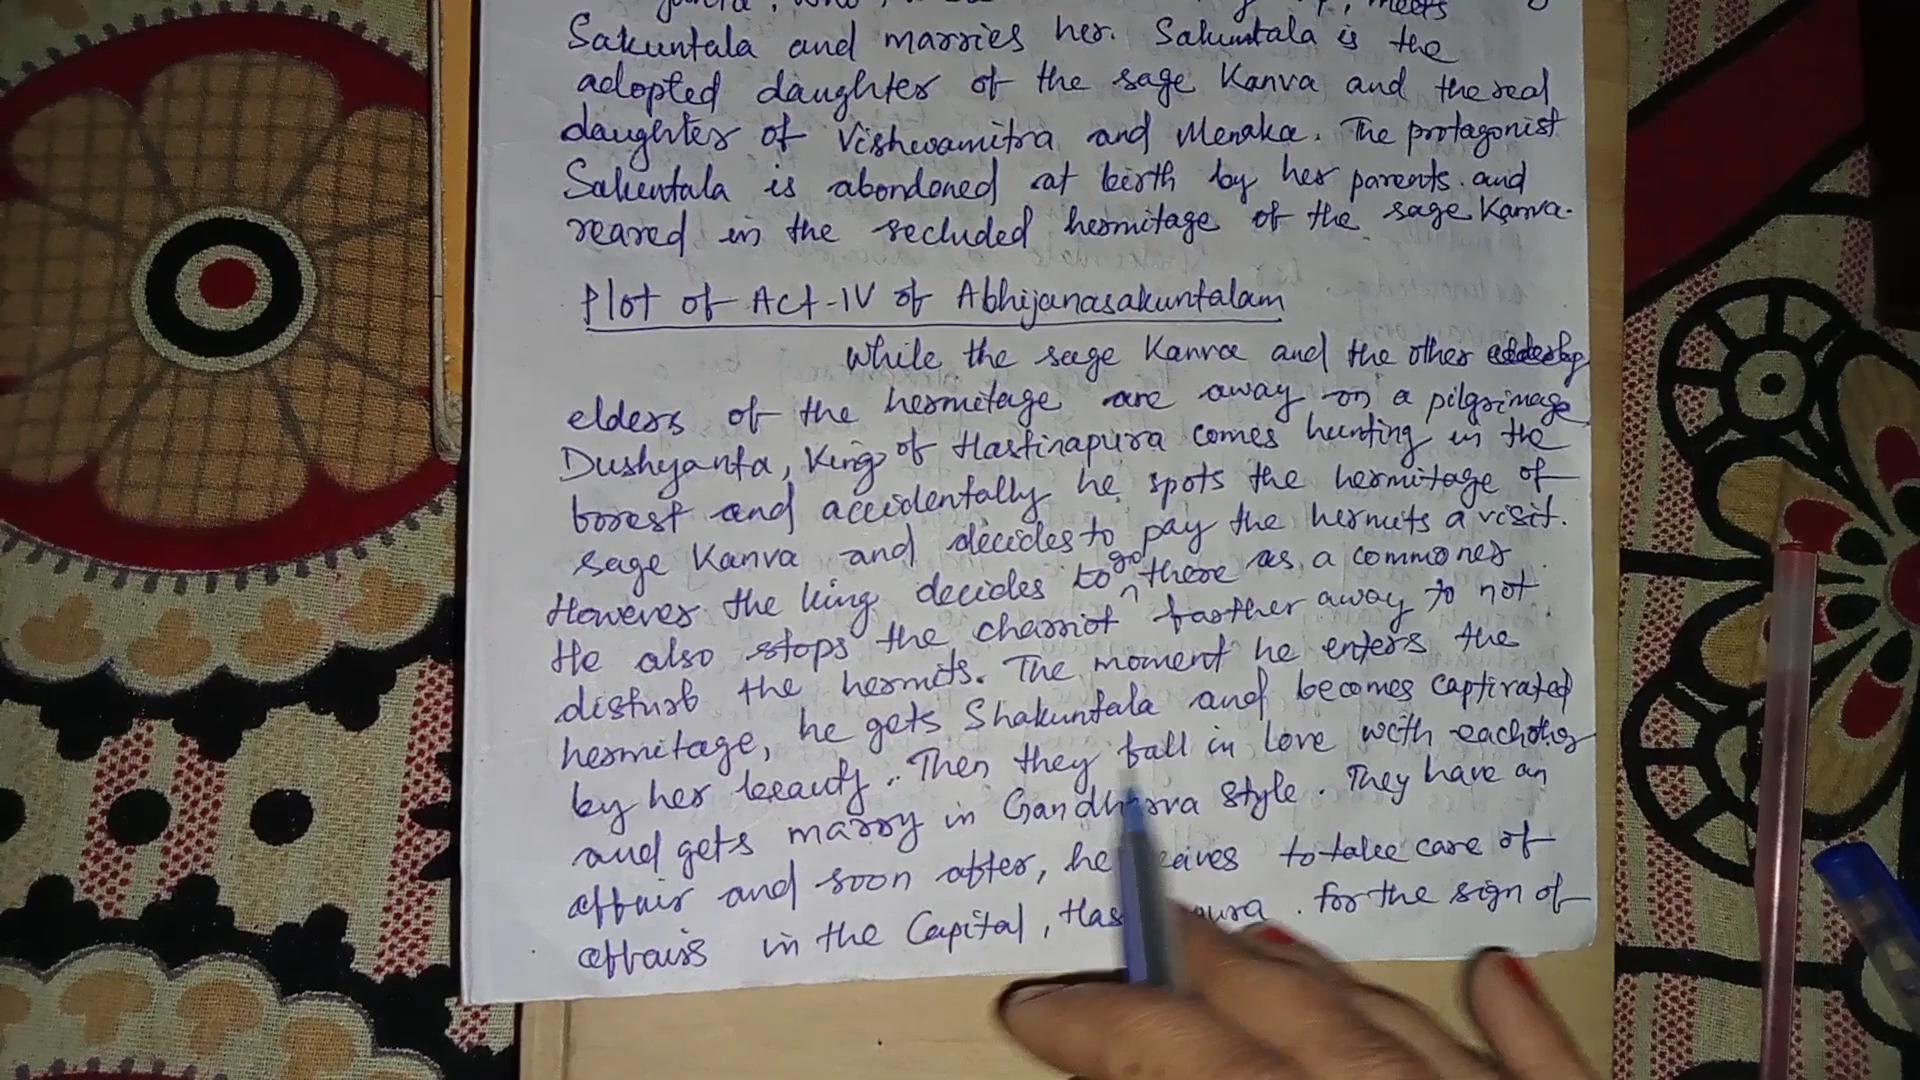 meets
Sakuntala and marries her. Sakuntala is the
adopted daughter of the sage Kanva and the real
daughter of Vishwamitra and Menaka. The protagonist
Sakuntala is abondoned at birth by her parents and
reared in the secluded hermitage of the sage Kanva.
Plot of Act-IV of Abhijanasakuntalam
While the sage Kanva and the other
elders of the hermitage are away on a pilgrimage
Dushyanta, King of Hastinapura comes hunting in the
forest and accidentally he spots the hermitage of
sage Kanva and decides to pay the hermits a visit.
However the king decides to go there as a commoner.
He also stops the charriot farther away to not
disturb the hermits. The moment he enters the
hermitage, he gets Shakuntala and becomes captivated
by her beauty. Then they fall in love with eachother
and gets marry in Gandharva style. They have an
affair and soon after, he to take care of
affairs in the Capital, . For the sign of